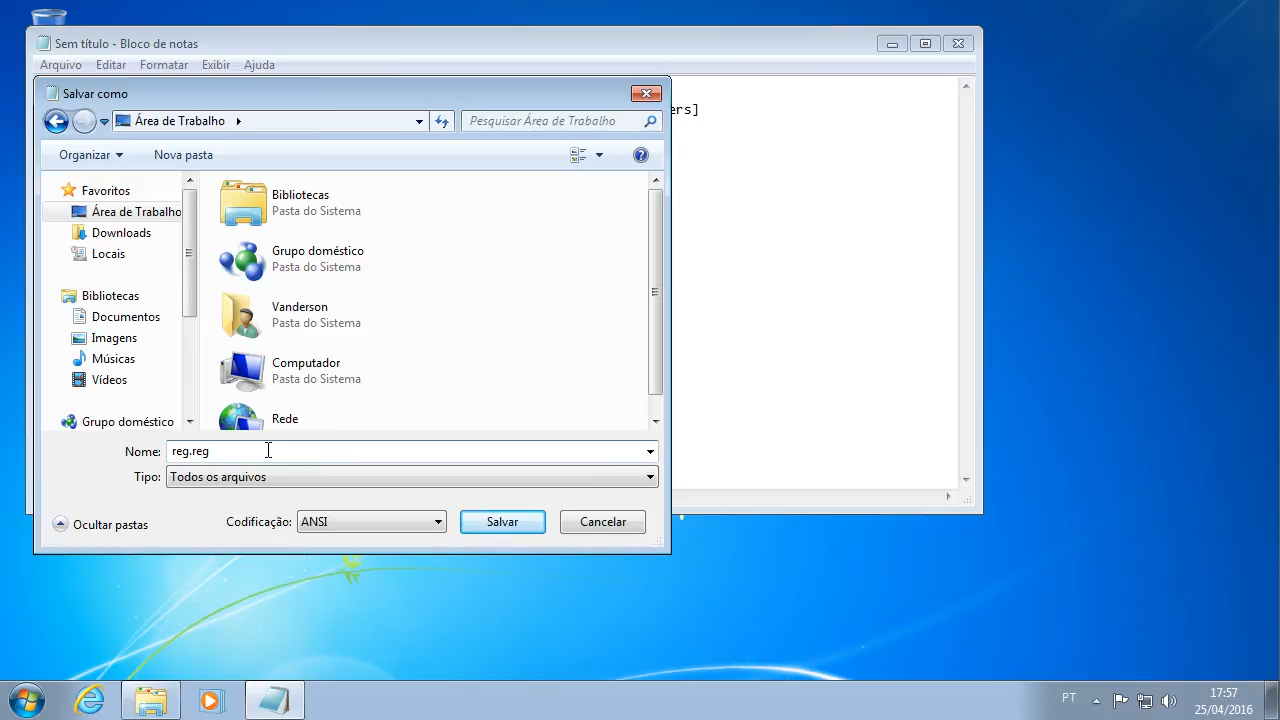 Sem título - Bloco de notas
Arquivo Editar Formatar Exibir Ajuda
ers]
Salvar como
Área de Trabalho
Pesquisar Área de Trabalho
Organizar Nova pasta
Favoritos
Área de Trabalho
Downloads
Locais
Bibliotecas
Documentos
Imagens
Músicas
Vídeos
Grupo doméstico
Bibliotecas
Pasta do Sistema
Grupo doméstico
Pasta do Sistema
Vanderson
Pasta do Sistema
Computador
Pasta do Sistema
Rede
Nome: reg.reg
Tipo: Todos os arquivos
Ocultar pastas Codificação: ANSI Salvar Cancelar
PT 17:57
25/04/2016